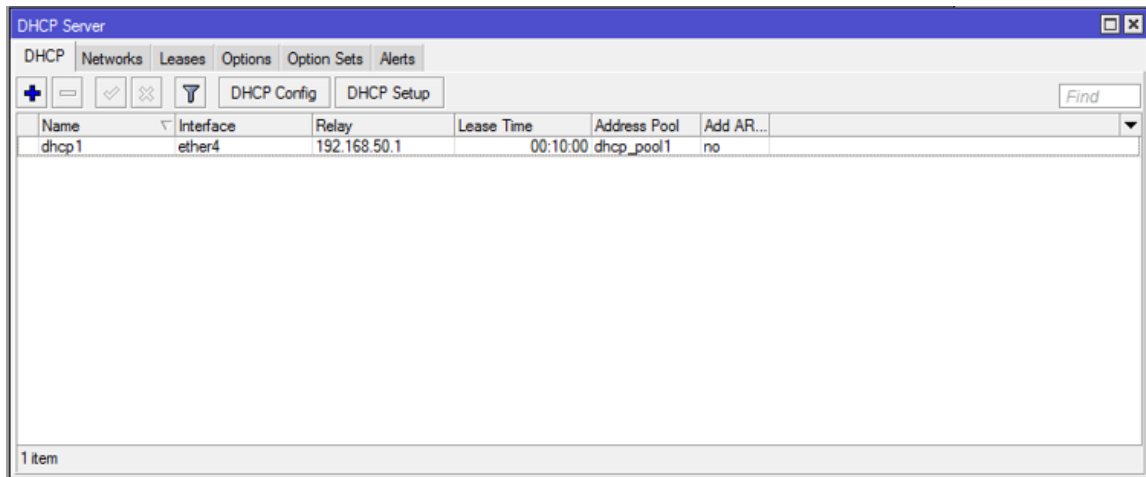 DHCP Server
DHCP Networks Leases Options Option Sets Alerts
DHCP Config DHCP Setup Find
Name Interface Relay Lease Time Address Pool Add AR...
dhcp1 ether4 192.168.50.1 00:10:00 dhcp_pool1 no
1 item